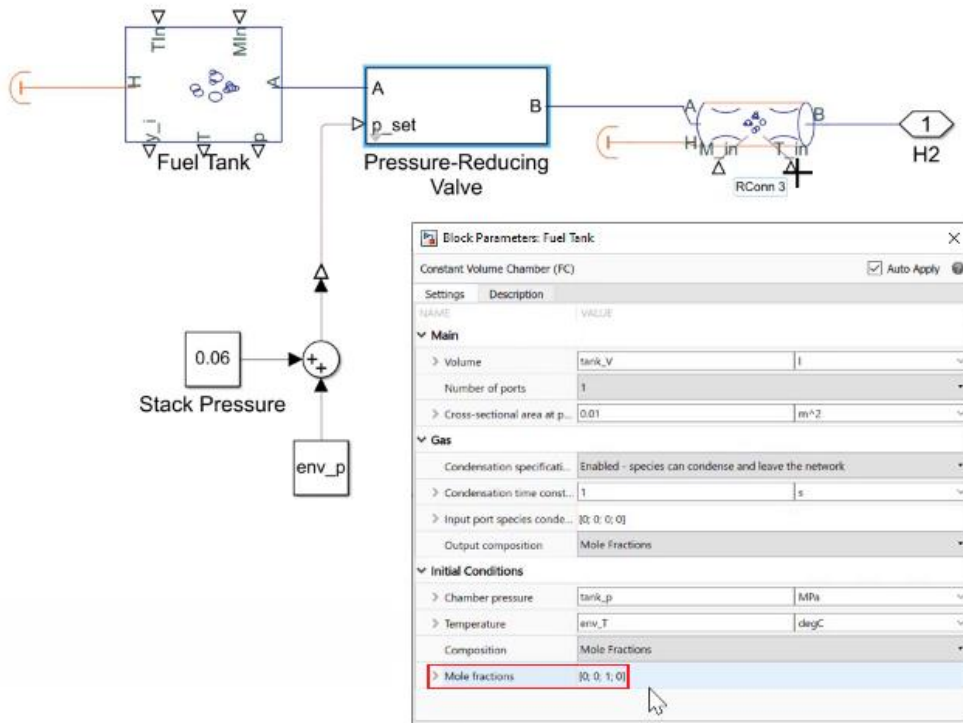 TIn
MIn
H
A
y_i
T
p
Fuel Tank
A
p_set
B
Pressure-Reducing
Valve
A
H
M_in
T_in
B
RConn 3
1
H2
0.06
Stack Pressure
env_p
Block Parameters: Fuel Tank
Constant Volume Chamber (FC)
Auto Apply
Settings Description
NAME VALUE
Main
Volume tank_V l
Number of ports 1
Cross-sectional area at p... 0.01 m^2
Gas
Condensation specificati... Enabled - species can condense and leave the network
Condensation time const... 1 s
Input port species conde... [0; 0; 0; 0]
Output composition Mole Fractions
Initial Conditions
Chamber pressure tank_p MPa
Temperature env_T degC
Composition Mole Fractions
Mole fractions [0; 0; 1; 0]